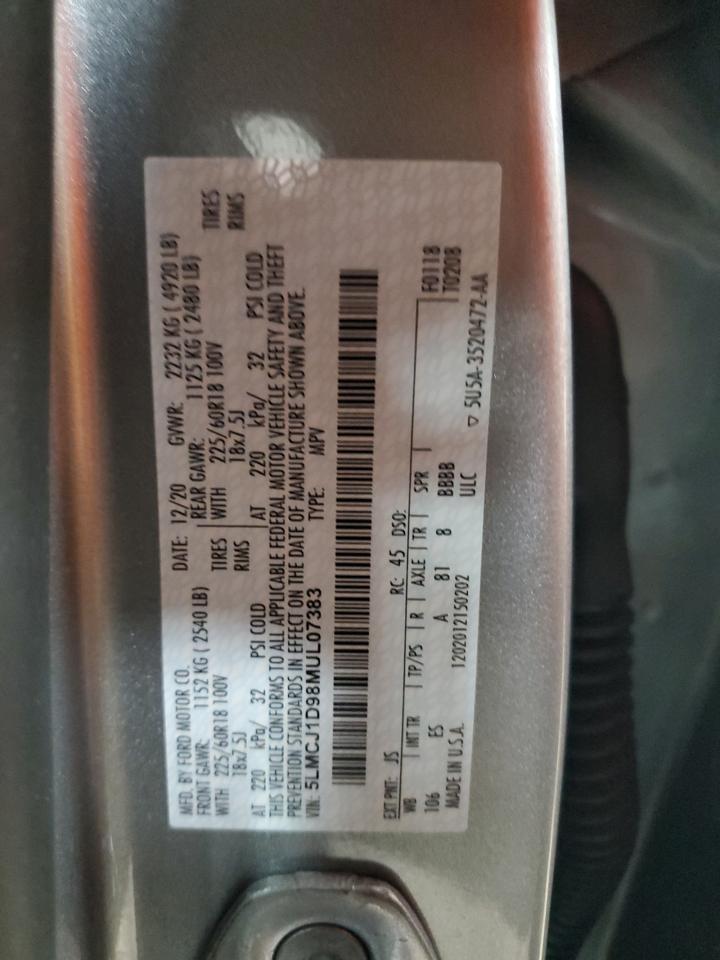 MFD. BY FORD MOTOR CO.
DATE: 12/20 GVWR: 2232 KG ( 4920 LB)
FRONT GAWR: 1152 KG ( 2540 LB)
REAR GAWR: 1125 KG ( 2480 LB)
WITH 225/60R18 100V TIRES
WITH 225/60R18 100V TIRES
18x7.5J RIMS
18x7.5J RIMS
AT 220 kPa/ 32 PSI COLD
AT 220 kPa/ 32 PSI COLD
THIS VEHICLE CONFORMS TO ALL APPLICABLE FEDERAL MOTOR VEHICLE SAFETY AND THEFT
PREVENTION STANDARDS IN EFFECT ON THE DATE OF MANUFACTURE SHOWN ABOVE.
VIN: 5LMCJ1D98MUL07383 TYPE: MPV
EXT PNT: JS RC: 45 DSO:
WB INT TR TP/PS R AXLE TR SPR F0118
106 ES A 81 8 BBBB T0208
MADE IN U.S.A. 1202012150202 ULC ▽ 5U5A-3520472-AA